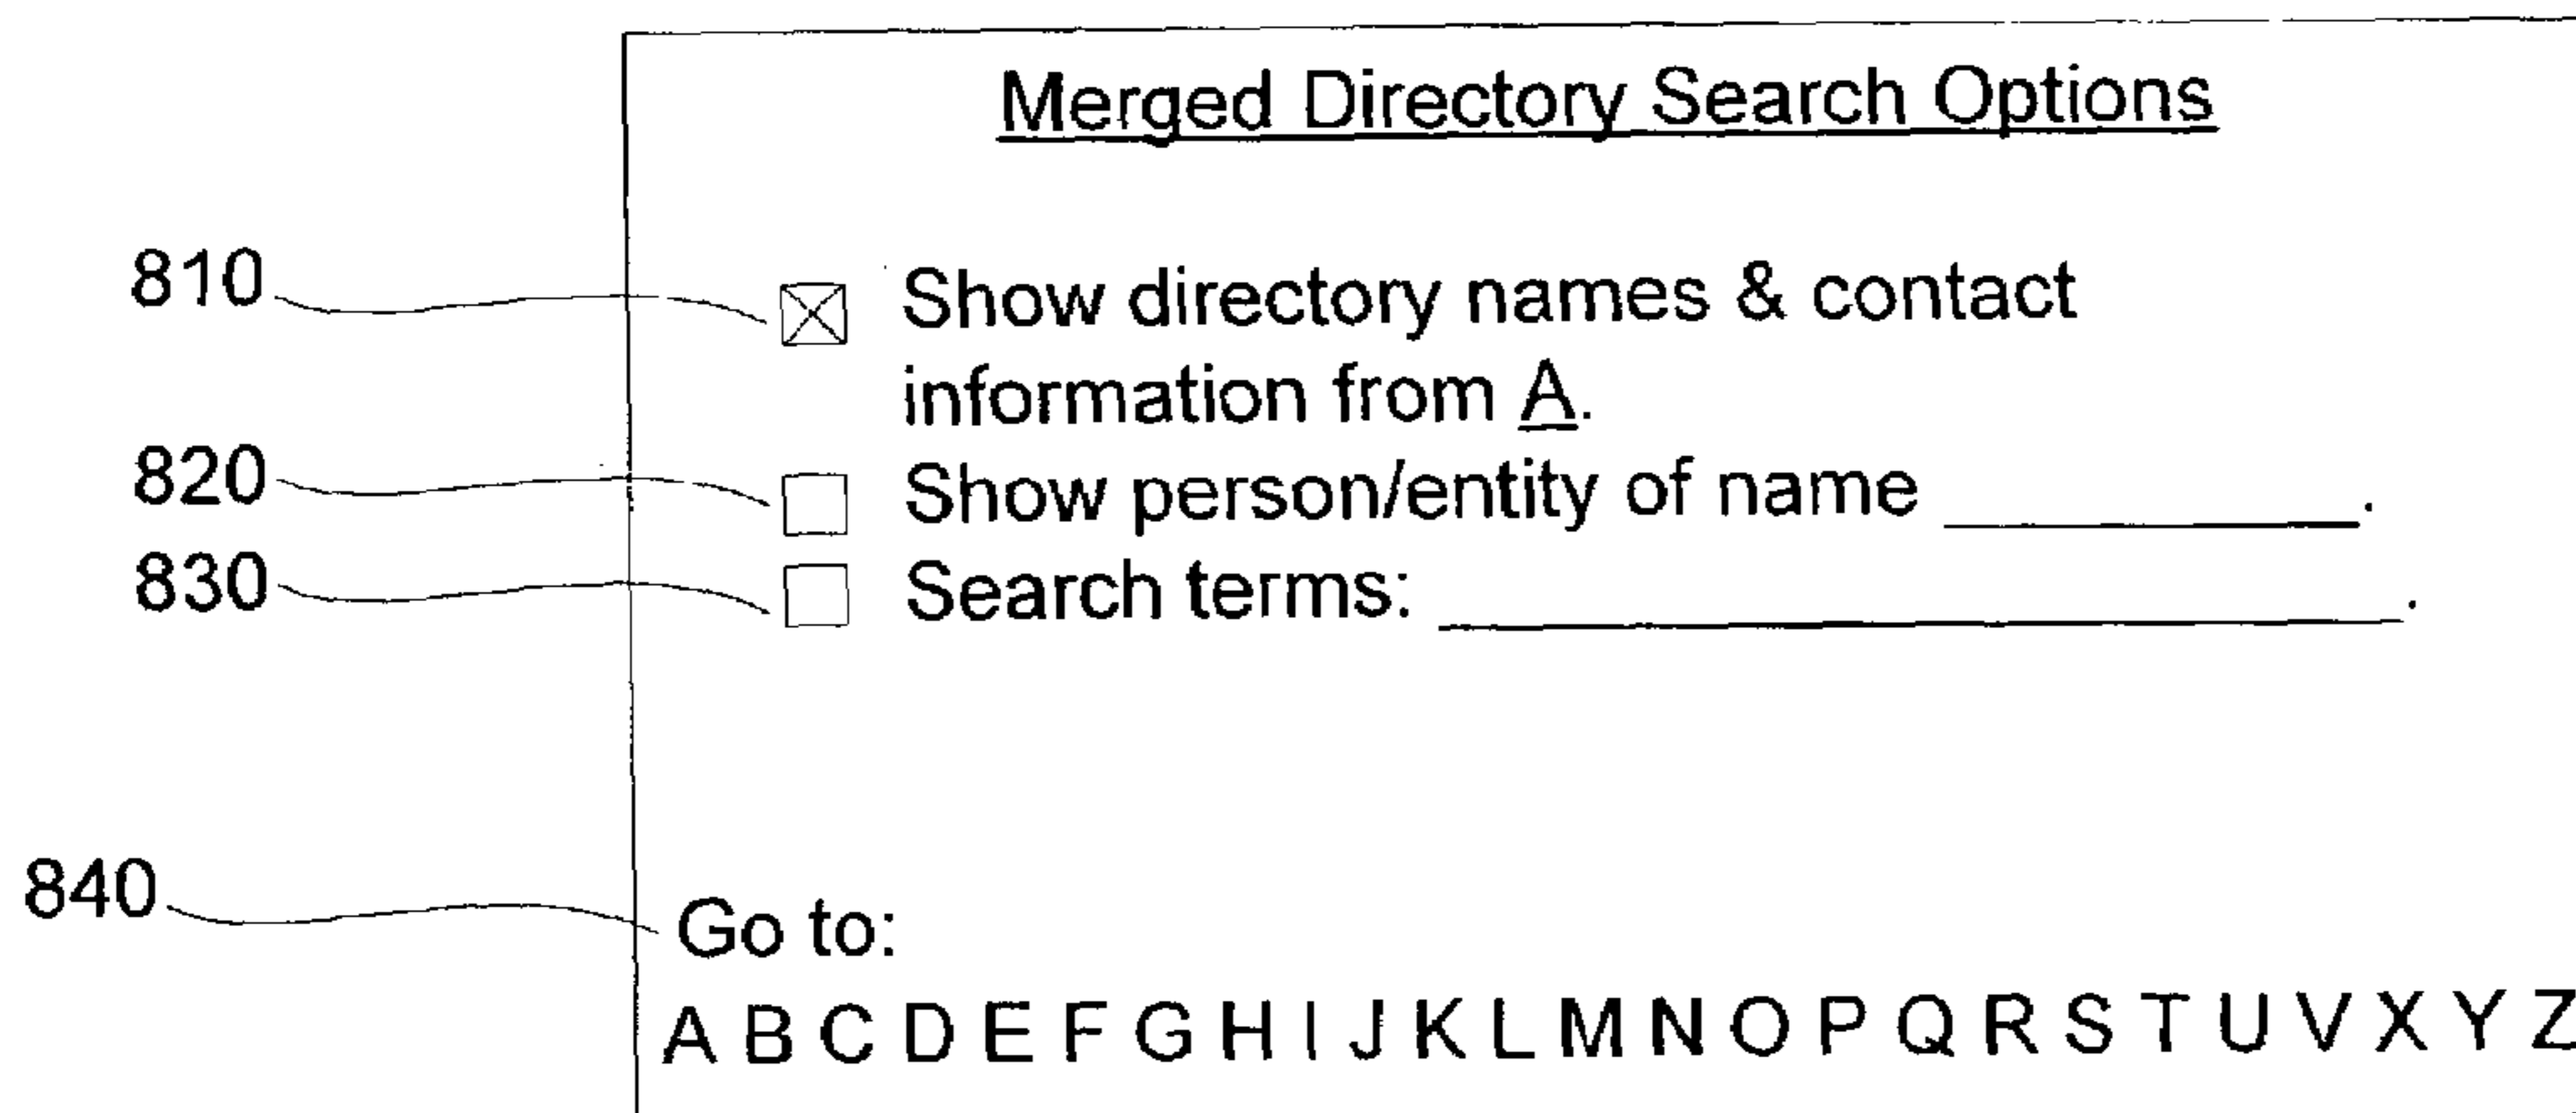 Merged Directory Search Options
810 Show directory names & contact
information from A.
820 Show person/entity of name ________.
830 Search terms: ________.
840 Go to:
A B C D E F G H I J K L M N O P Q R S T U V X Y Z